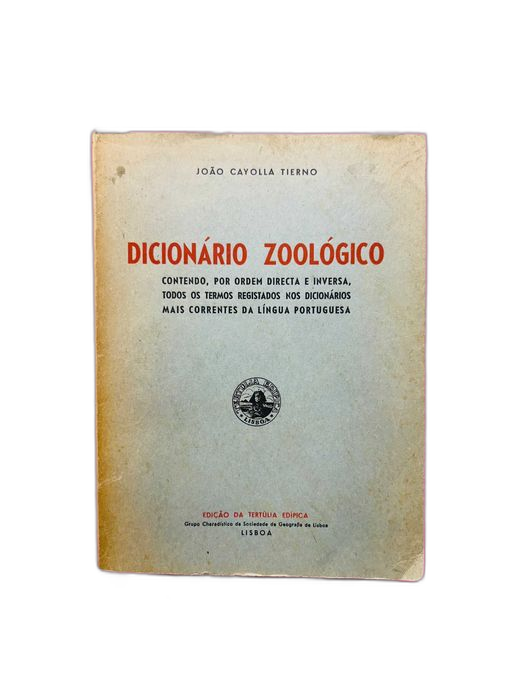 JOÃO CAYOLLA TIERNO
DICIONÁRIO ZOOLÓGICO
CONTENDO, POR ORDEM DIRECTA E INVERSA,
TODOS OS TERMOS REGISTADOS NOS DICIONÁRIOS
MAIS CORRENTES DA LÍNGUA PORTUGUESA
LISBOA
EDIÇÃO DA TERTÚLIA EDÍPICA
Grupo Charadístico da Sociedade de Geografia de Lisboa
LISBOA